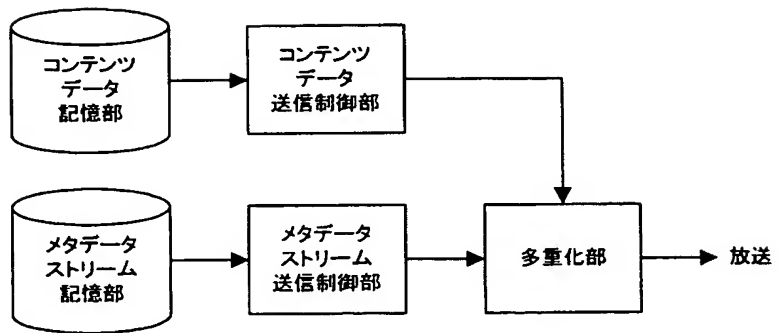 コンテンツ
データ
記憶部
コンテンツ
データ
送信制御部
メタデータ
ストリーム
記憶部
メタデータ
ストリーム
送信制御部
多重化部
放送